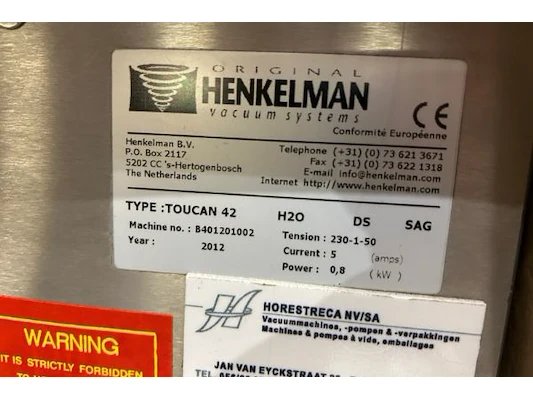 ORIGINAL
HENKELMAN
vacuum systems
CE
Conformité Européenne
Henkelman B.V.
P.O. Box 2117
5202 CC 's-Hertogenbosch
The Netherlands
Telephone (+31) (0) 73 621 3671
Fax (+31) (0) 73 622 1318
E-mail info@henkelman.com
Internet http://www.henkelman.com
TYPE :TOUCAN 42 H2O DS SAG
Machine no. : B401201002
Year : 2012
Tension : 230-1-50
Current : 5 (amps)
Power : 0,8 (kW)
H HORESTRECA NV/SA
Vacuummachines, -pompen & -verpakkingen
Machines & pompes à vide, emballages
JAN VAN EYCKSTRAAT
TEL.
WARNING
IT IS STRICTLY FORBIDDEN